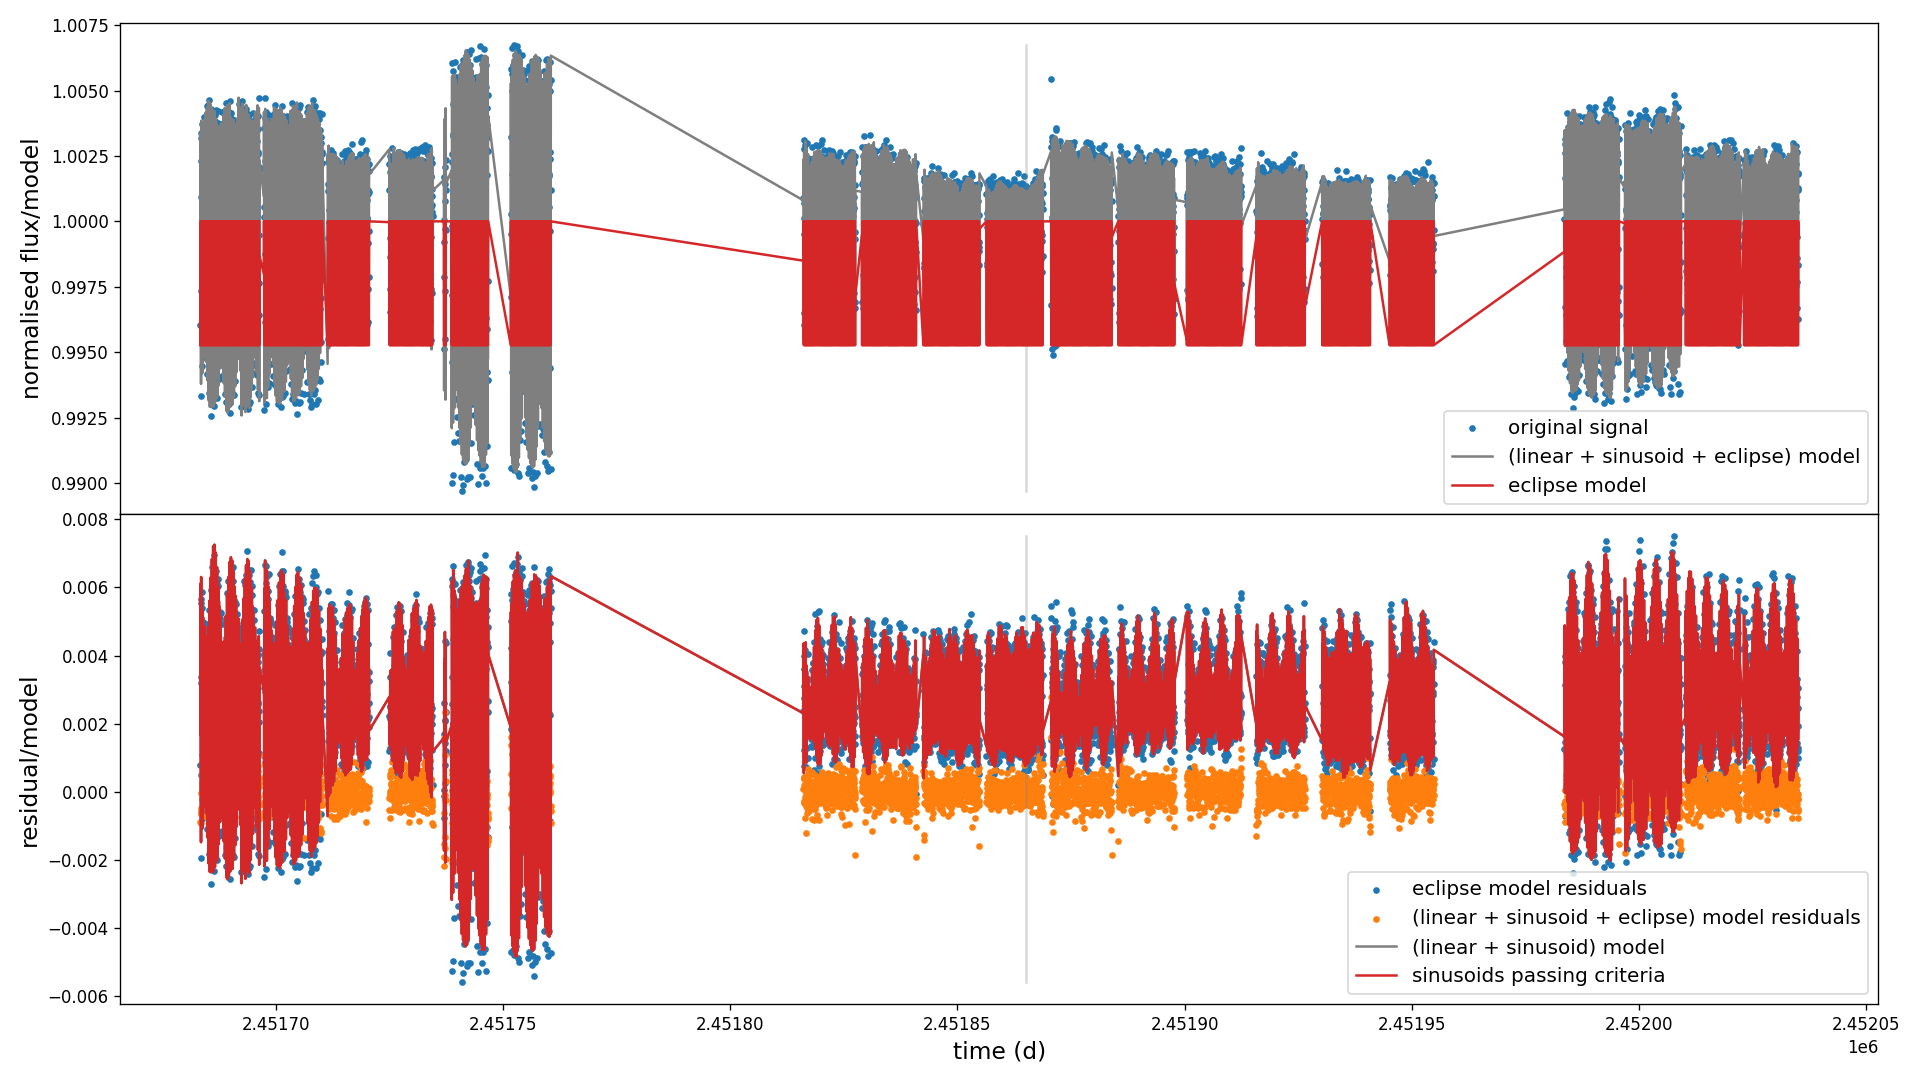 1.0075
1.0050
1.0025
1.0000
0.9975
0.9950
0.9925
0.9900
normalised flux/model
original signal
(linear + sinusoid + eclipse) model
eclipse model
0.008
0.006
0.004
0.002
0.000
−0.002
−0.004
−0.006
residual/model
eclipse model residuals
(linear + sinusoid + eclipse) model residuals
(linear + sinusoid) model
sinusoids passing criteria
2.45170 2.45175 2.45180 2.45185 2.45190 2.45195 2.45200 2.45205
1e6
time (d)